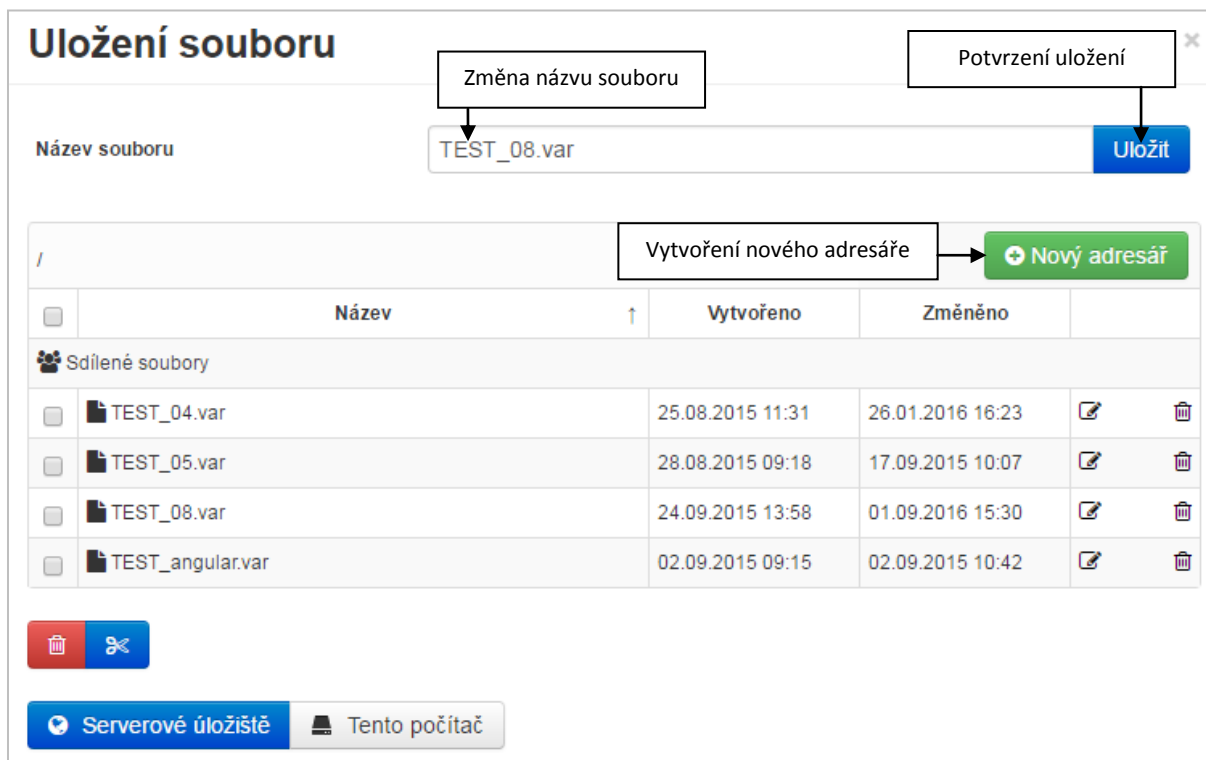 Uložení souboru
Změna názvu souboru
Potvrzení uložení
×
Název souboru
TEST_08.var
Uložit
/
Vytvoření nového adresáře
Nový adresář
Název ↑ Vytvořeno Změněno
Sdílené soubory
TEST_04.var 25.08.2015 11:31 26.01.2016 16:23
TEST_05.var 28.08.2015 09:18 17.09.2015 10:07
TEST_08.var 24.09.2015 13:58 01.09.2016 15:30
TEST_angular.var 02.09.2015 09:15 02.09.2015 10:42
Serverové úložiště Tento počítač